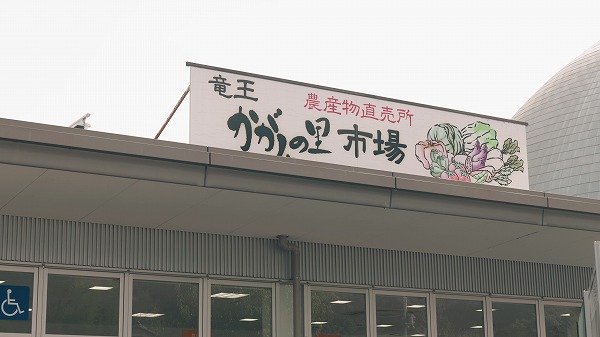 竜王
農産物直売所
かがみの里市場